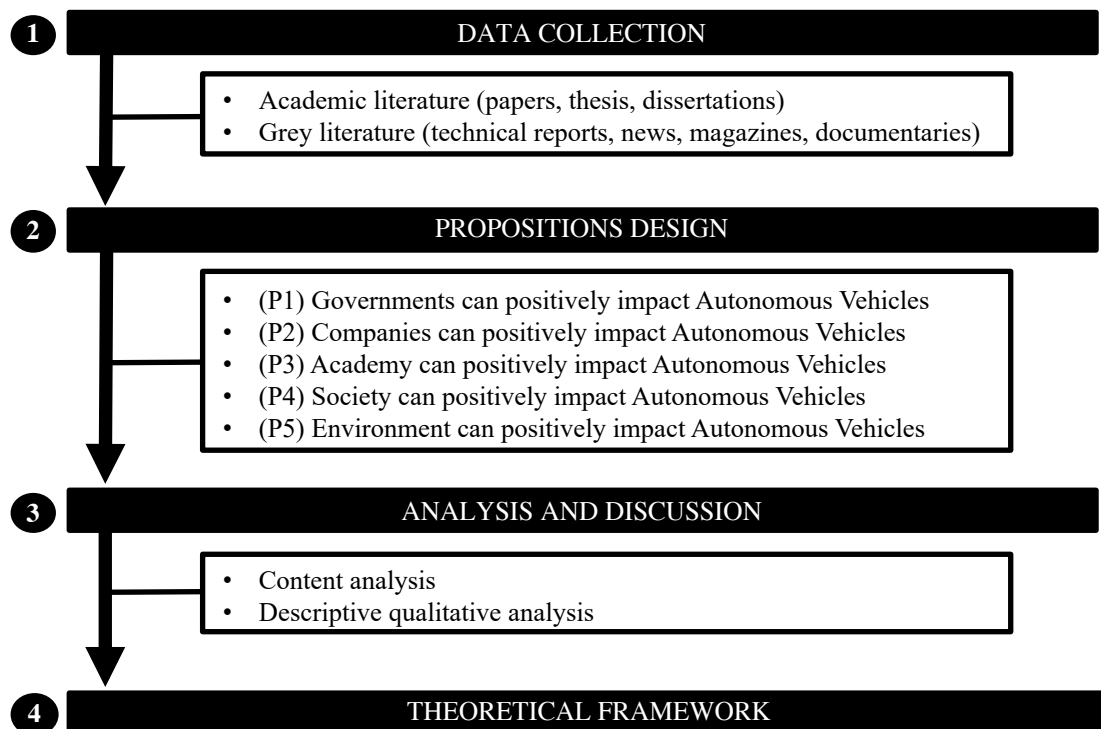 1 DATA COLLECTION
• Academic literature (papers, thesis, dissertations)
• Grey literature (technical reports, news, magazines, documentaries)
2 PROPOSITIONS DESIGN
• (P1) Governments can positively impact Autonomous Vehicles
• (P2) Companies can positively impact Autonomous Vehicles
• (P3) Academy can positively impact Autonomous Vehicles
• (P4) Society can positively impact Autonomous Vehicles
• (P5) Environment can positively impact Autonomous Vehicles
3 ANALYSIS AND DISCUSSION
• Content analysis
• Descriptive qualitative analysis
4 THEORETICAL FRAMEWORK